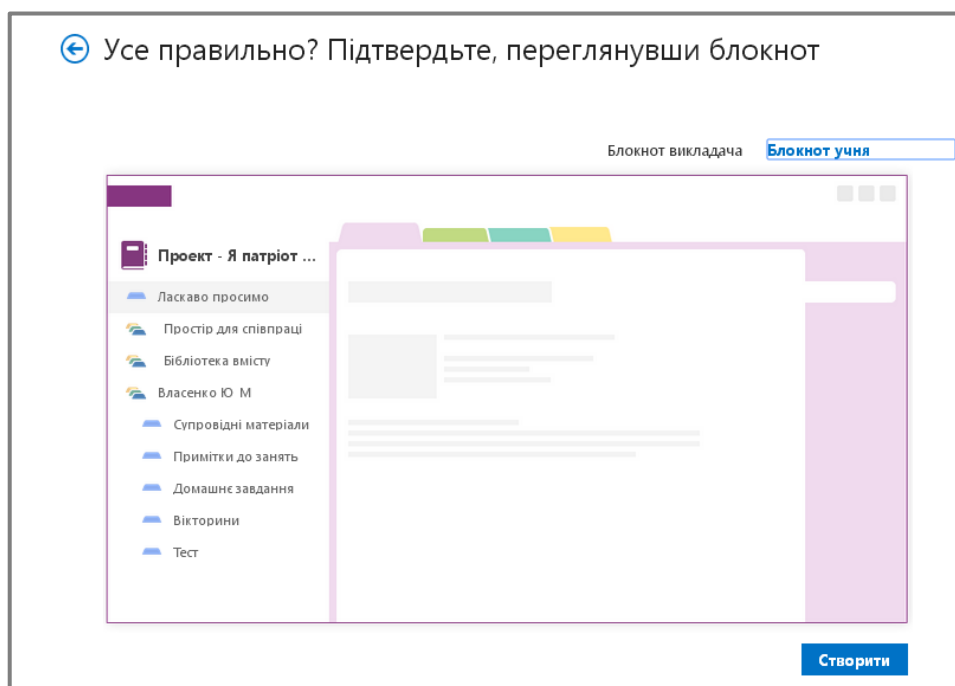 Усе правильно? Підтвердьте, переглянувши блокнот
Блокнот викладача Блокнот учня
Проект - Я патріот ...
Ласкаво просимо
Простір для співпраці
Бібліотека вмісту
Власенко Ю М
Супровідні матеріали
Примітки до занять
Домашнє завдання
Вікторини
Тест
Створити